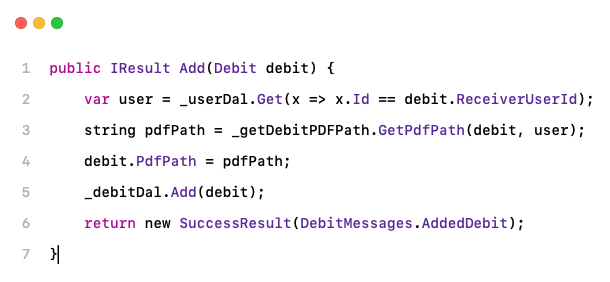 1 public IResult Add(Debit debit) {
2     var user = _userDal.Get(x => x.Id == debit.ReceiverUserId);
3     string pdfPath = _getDebitPDFPath.GetPdfPath(debit, user);
4     debit.PdfPath = pdfPath;
5     _debitDal.Add(debit);
6     return new SuccessResult(DebitMessages.AddedDebit);
7 }